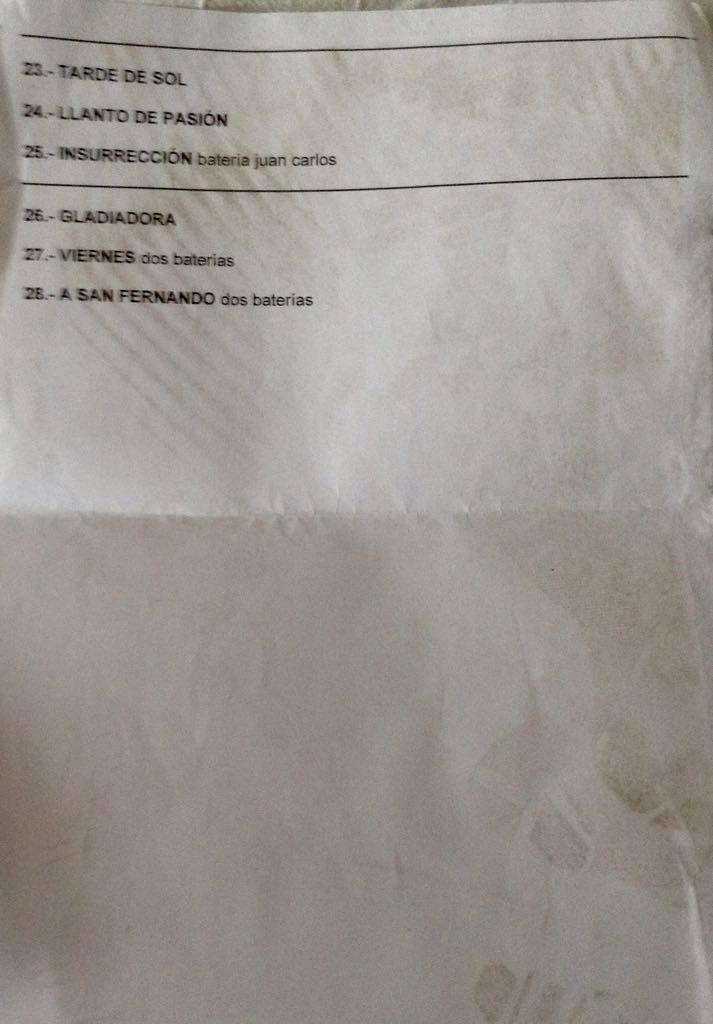 23.- TARDE DE SOL
24.- LLANTO DE PASIÓN
25.- INSURRECCIÓN bateria juan carlos
26.- GLADIADORA
27.- VIERNES dos baterias
28.- A SAN FERNANDO dos baterias